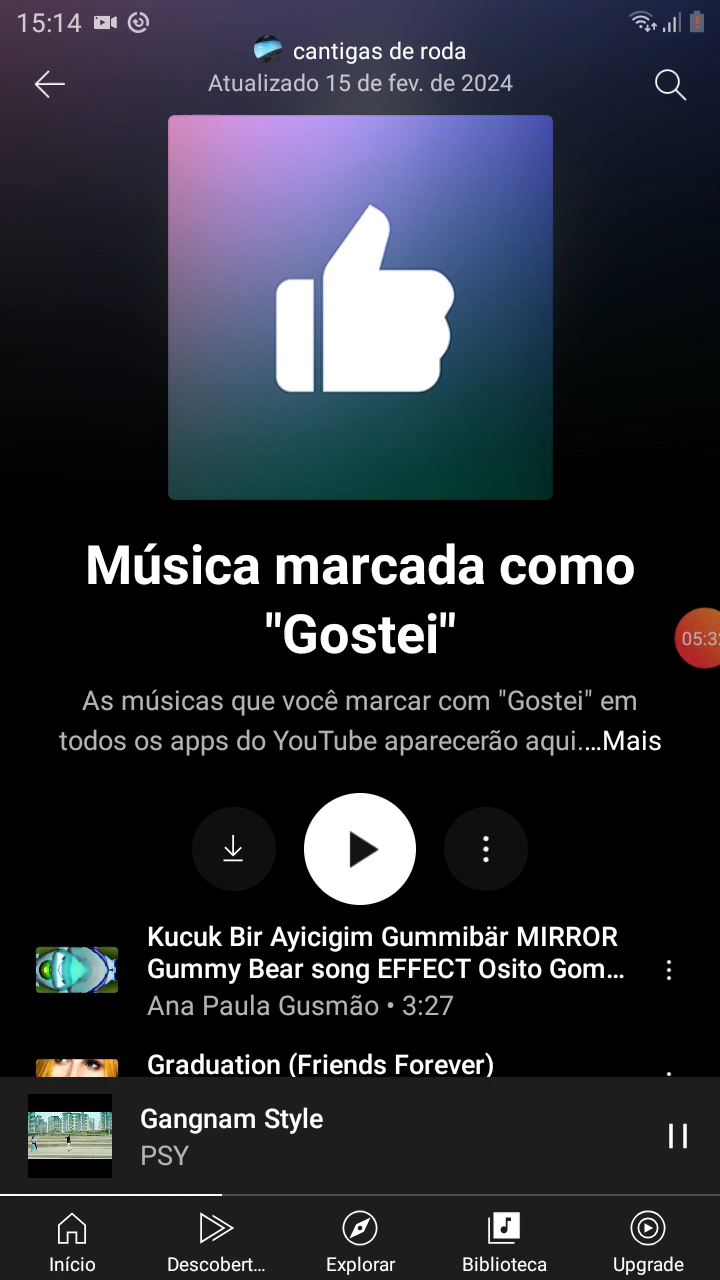 15:14
cantigas de roda
Atualizado 15 de fev. de 2024
Música marcada como
"Gostei"
05:32
As músicas que você marcar com "Gostei" em
todos os apps do YouTube aparecerão aqui....Mais
Kucuk Bir Ayicigim Gummibär MIRROR
Gummy Bear song EFFECT Osito Gom...
Ana Paula Gusmão • 3:27
Graduation (Friends Forever)
Gangnam Style
PSY
Início
Descobert...
Explorar
Biblioteca
Upgrade